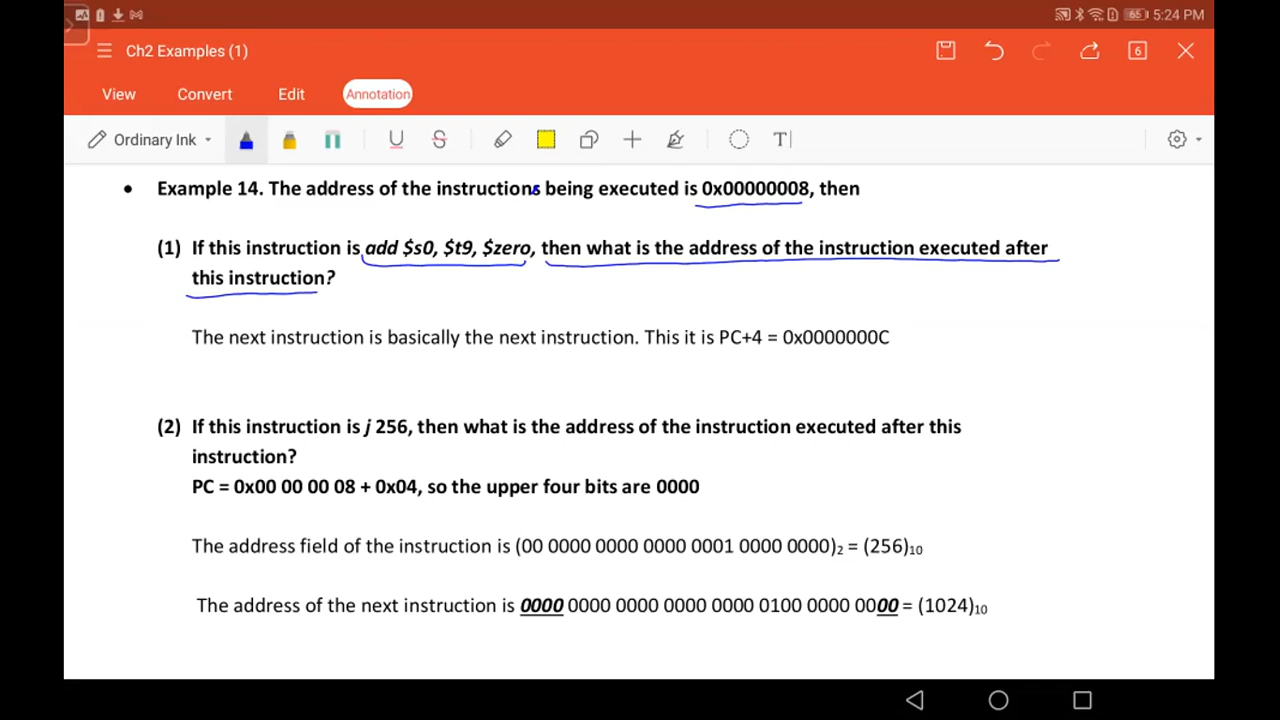 65 5:24 PM
Ch2 Examples (1)
6
View Convert Edit Annotation
Ordinary Ink T
• Example 14. The address of the instructions being executed is 0x00000008, then
(1) If this instruction is add $s0, $t9, $zero, then what is the address of the instruction executed after
this instruction?
The next instruction is basically the next instruction. This it is PC+4 = 0x0000000C
(2) If this instruction is j 256, then what is the address of the instruction executed after this
instruction?
PC = 0x00 00 00 08 + 0x04, so the upper four bits are 0000
The address field of the instruction is (00 0000 0000 0000 0001 0000 0000)₂ = (256)₁₀
The address of the next instruction is 0000 0000 0000 0000 0000 0100 0000 0000 = (1024)₁₀